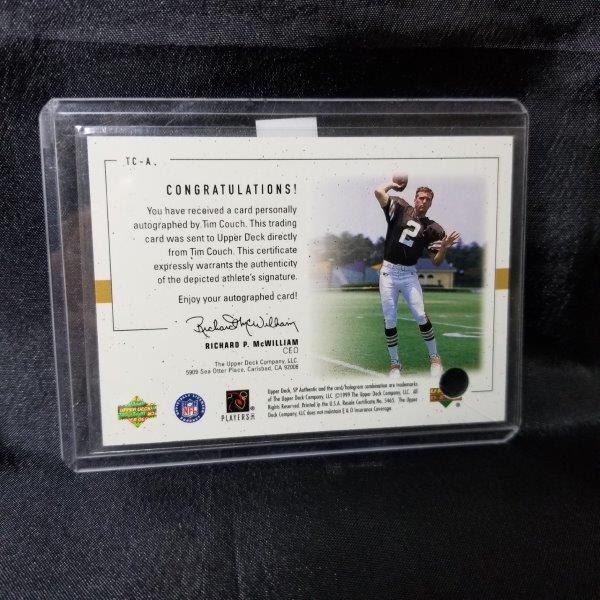 TC-A.
CONGRATULATIONS!
You have received a card personally
autographed by Tim Couch. This trading
card was sent to Upper Deck directly
from Tim Couch. This certificate
expressly warrants the authenticity
of the depicted athlete's signature.
Enjoy your autographed card!
Richard McWilliam
RICHARD P. McWILLIAM
CEO
The Upper Deck Company, LLC.
5909 Sea Otter Place, Carlsbad, CA 92008
2
UPPER DECK
NFL
PLAYERS
Upper Deck, SP Authentic and the card/hologram combination are trademarks
of The Upper Deck Company, LLC. ©1999 The Upper Deck Company, LLC. All
Rights Reserved. Printed in the U.S.A. Resale Certificate No. 5465. The Upper
Deck Company, LLC does not maintain E & O Insurance Coverage.